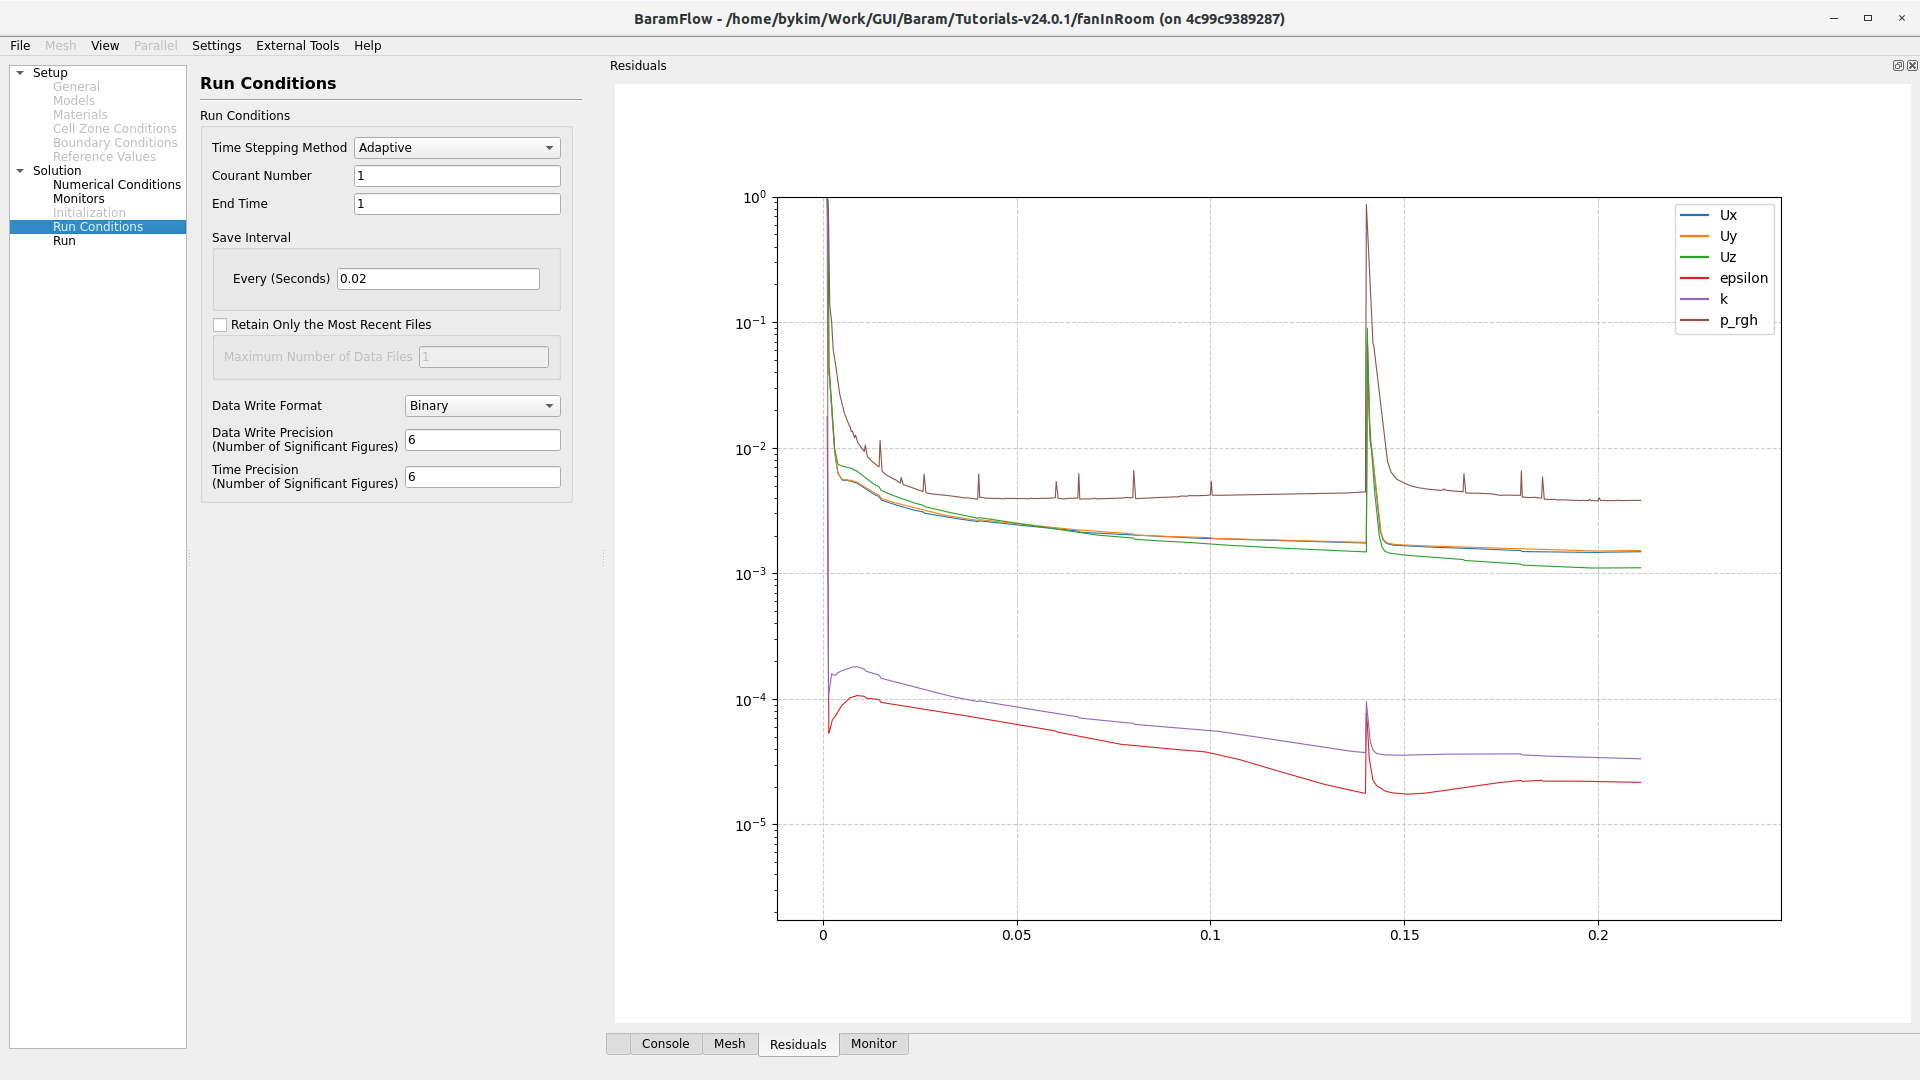 BaramFlow - /home/bykim/Work/GUI/Baram/Tutorials-v24.0.1/fanInRoom (on 4c99c9389287)
File Mesh View Parallel Settings External Tools Help
Setup
General
Models
Materials
Cell Zone Conditions
Boundary Conditions
Reference Values
Solution
Numerical Conditions
Monitors
Initialization
Run Conditions
Run
Run Conditions
Run Conditions
Time Stepping Method Adaptive
Courant Number 1
End Time 1
Save Interval
Every (Seconds) 0.02
Retain Only the Most Recent Files
Maximum Number of Data Files 1
Data Write Format Binary
Data Write Precision
(Number of Significant Figures) 6
Time Precision
(Number of Significant Figures) 6
Residuals
10⁰
10⁻¹
10⁻²
10⁻³
10⁻⁴
10⁻⁵
0 0.05 0.1 0.15 0.2
Ux
Uy
Uz
epsilon
k
p_rgh
Console Mesh Residuals Monitor